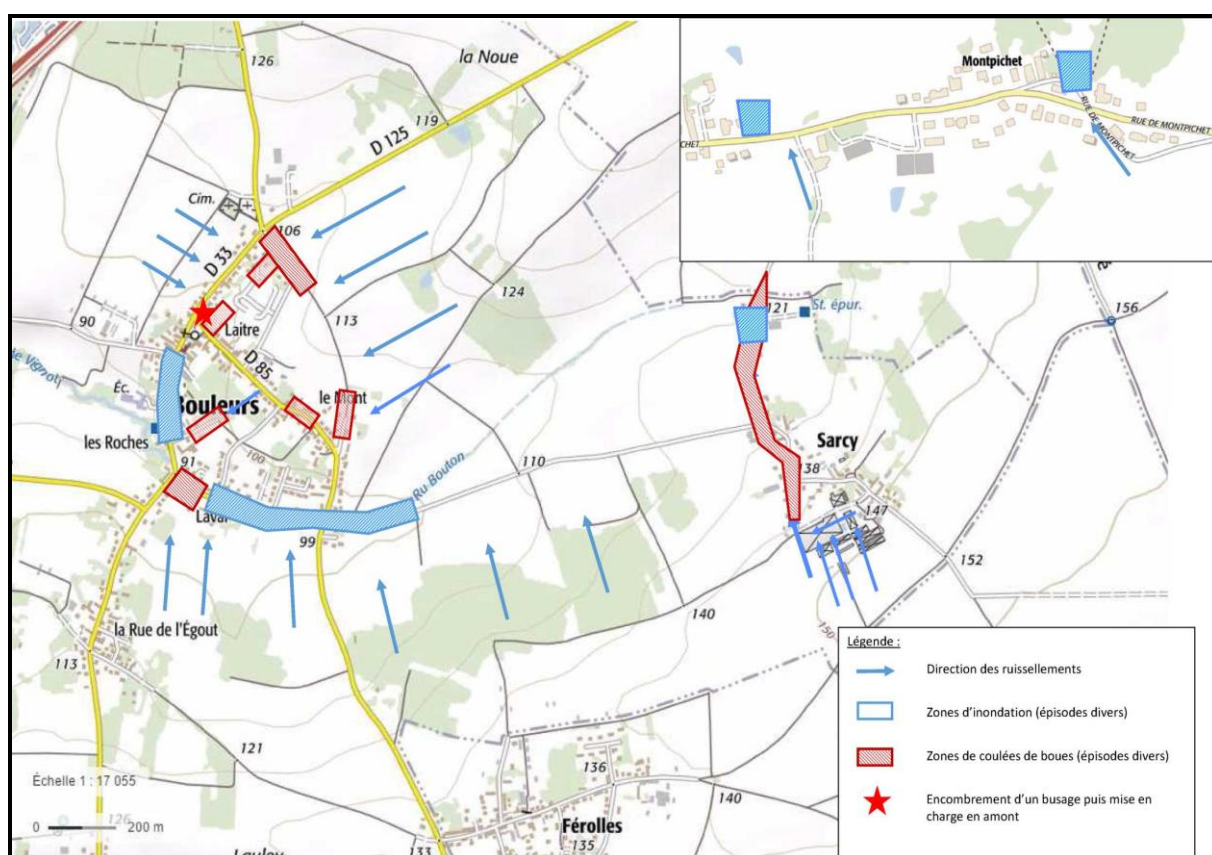 126
la Noue
119
D 125
Cim.
106
D 33
124
113
90
Laitre
D 85
le Mont
Éc.
Bouleurs
les Roches
91
100
Ru Bouton
110
Laval
99
la Rue de l'Égout
113
121
140
Échelle 1 : 17 055
0 200 m
126
133
Férolles
135
136
140
Montpichet
RUE DE MONTPICHET
RUE DE MONTPICHET
CHET
121
St. épur.
156
Sarcy
138
147
152
150
Légende :
Direction des ruissellements
Zones d'inondation (épisodes divers)
Zones de coulées de boues (épisodes divers)
Encombrement d'un busage puis mise en
charge en amont